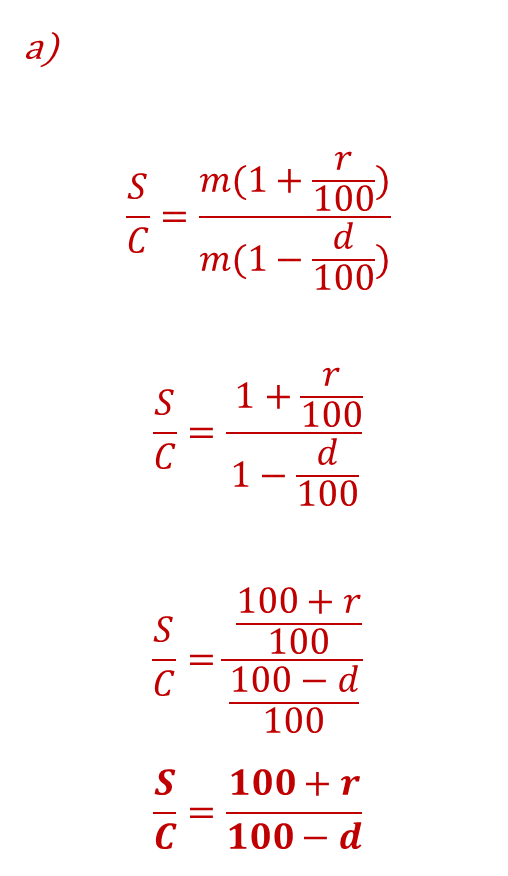 a)
S/C = m(1 + r/100) / m(1 − d/100)
S/C = (1 + r/100) / (1 − d/100)
S/C = ((100 + r)/100) / ((100 − d)/100)
S/C = (100 + r)/(100 − d)